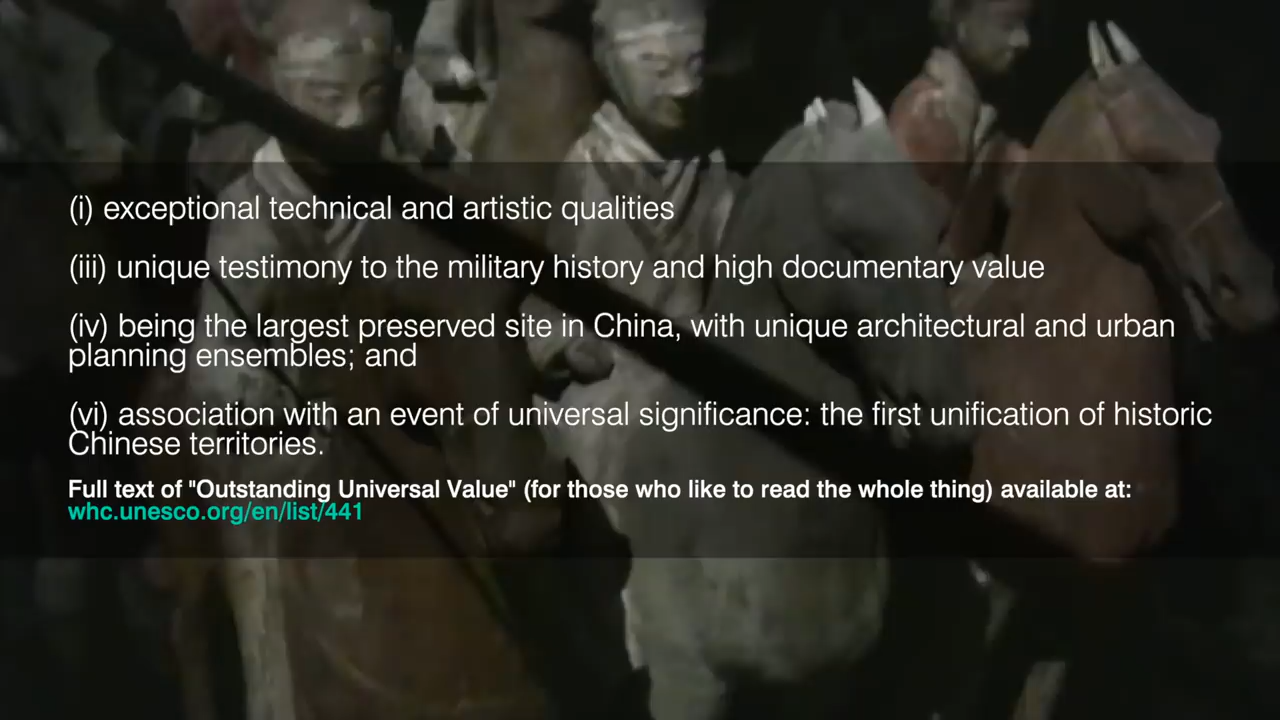 (i) exceptional technical and artistic qualities
(iii) unique testimony to the military history and high documentary value
(iv) being the largest preserved site in China, with unique architectural and urban
planning ensembles; and
(vi) association with an event of universal significance: the first unification of historic
Chinese territories.
Full text of "Outstanding Universal Value" (for those who like to read the whole thing) available at:
whc.unesco.org/en/list/441